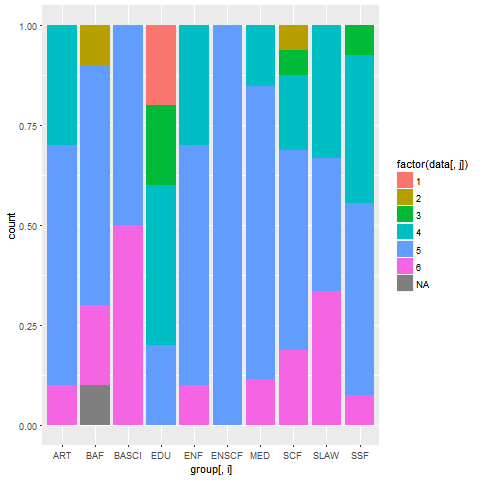 1.00
0.75
0.50
0.25
0.00
count
ART BAF BASCI EDU ENF ENSCF MED SCF SLAW SSF
group[, i]
factor(data[, j])
1
2
3
4
5
6
NA